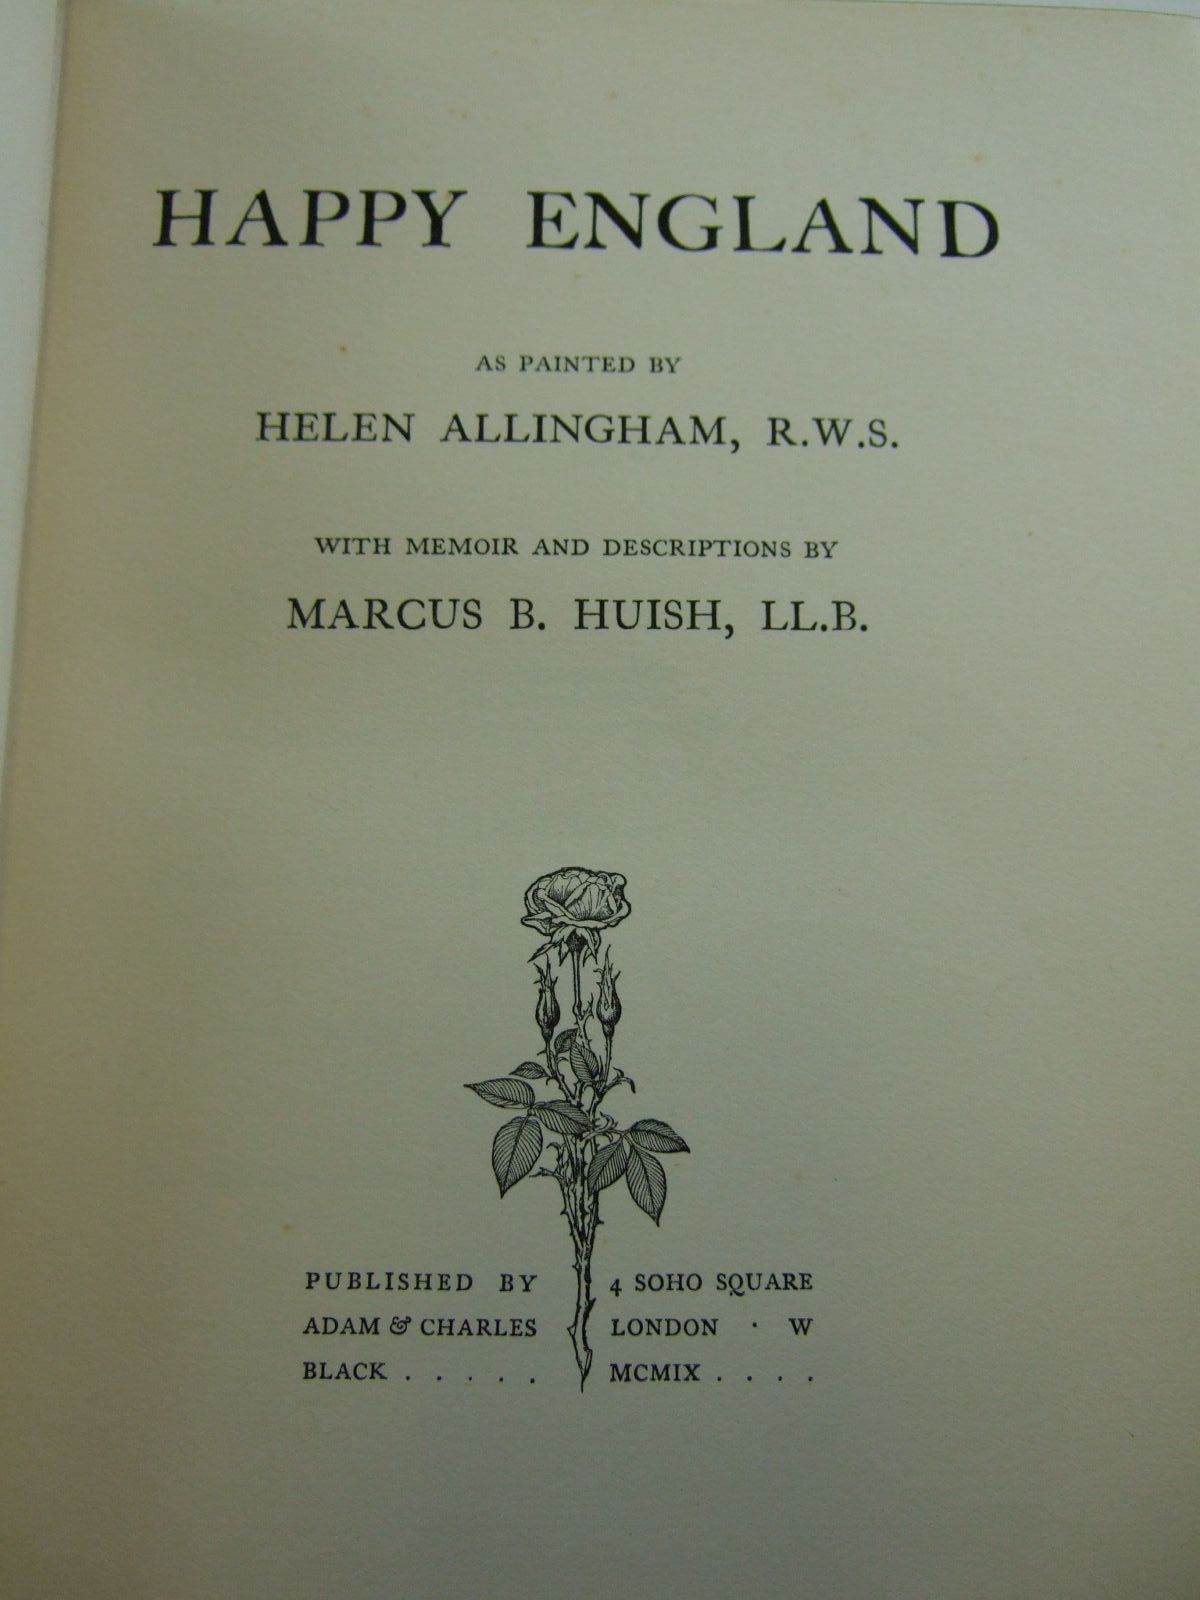 HAPPY ENGLAND
AS PAINTED BY
HELEN ALLINGHAM, R.W.S.
WITH MEMOIR AND DESCRIPTIONS BY
MARCUS B. HUISH, LL.B.
PUBLISHED BY 4 SOHO SQUARE
ADAM & CHARLES LONDON · W
BLACK . . . . . MCMIX . . . .